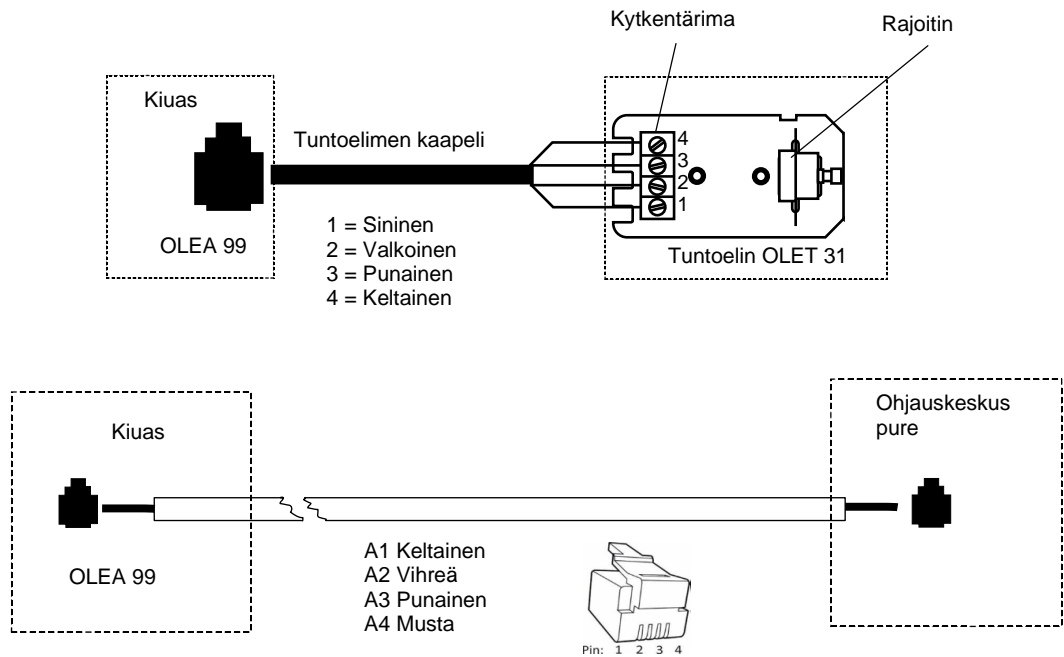 Kytkentärima
Rajoitin
Kiuas
Tuntoelimen kaapeli
4
3
2
1
OLEA 99
1 = Sininen
2 = Valkoinen
3 = Punainen
4 = Keltainen
Tuntoelin OLET 31
Kiuas
Ohjauskeskus
pure
OLEA 99
A1 Keltainen
A2 Vihreä
A3 Punainen
A4 Musta
Pin: 1 2 3 4